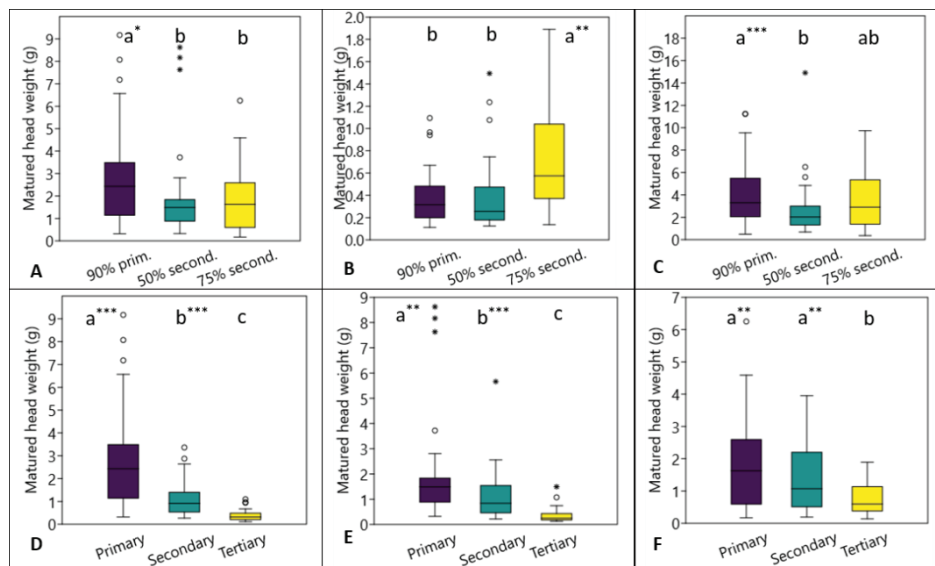 Matured head weight (g)
9
8
7
6
5
4
3
2
1
0
a*
b
b
90% prim.
50% second.
75% second.
A
Matured head weight (g)
2.0
1.8
1.6
1.4
1.2
1.0
0.8
0.6
0.4
0.2
0.0
b
b
a**
90% prim.
50% second.
75% second.
B
Matured head weight (g)
18
16
14
12
10
8
6
4
2
0
a***
b
ab
90% prim.
50% second.
75% second.
C
Matured head weight (g)
9
8
7
6
5
4
3
2
1
0
a***
b***
c
Primary
Secondary
Tertiary
D
Matured head weight (g)
9
8
7
6
5
4
3
2
1
0
a**
b***
c
Primary
Secondary
Tertiary
E
Matured head weight (g)
7
6
5
4
3
2
1
0
a**
a**
b
Primary
Secondary
Tertiary
F